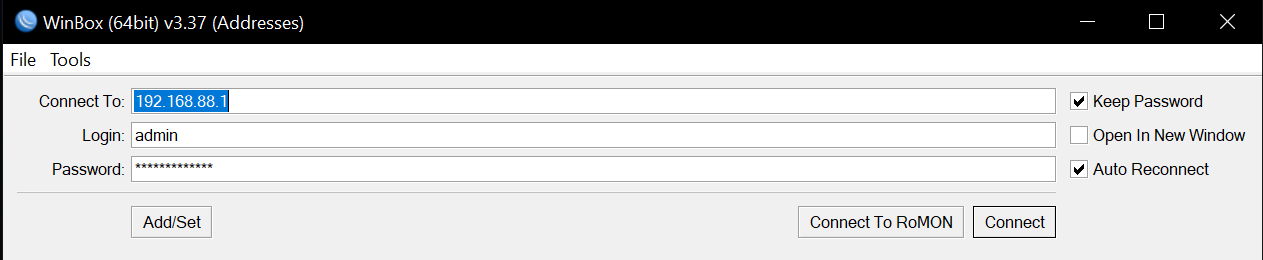 WinBox (64bit) v3.37 (Addresses)
File Tools
Connect To: 192.168.88.1 Keep Password
Login: admin Open In New Window
Password: ************* Auto Reconnect
Add/Set Connect To RoMON Connect